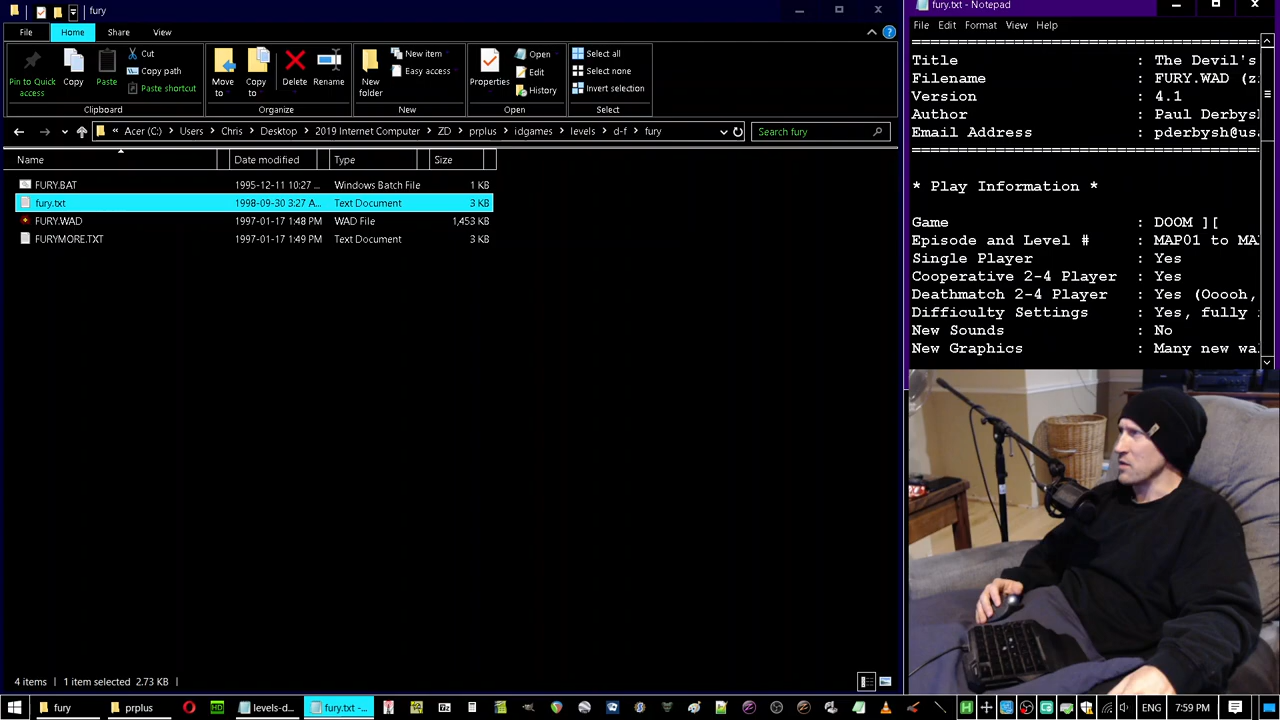 fury
File Home Share View
Pin to Quick access
Copy
Paste
Cut
Copy path
Paste shortcut
Clipboard
Move to
Copy to
Delete
Rename
Organize
New folder
New item
Easy access
New
Properties
Open
Edit
History
Open
Select all
Select none
Invert selection
Select
« Acer (C:) > Users > Chris > Desktop > 2019 Internet Computer > ZD > prplus > idgames > levels > d-f > fury
Search fury
Name Date modified Type Size
FURY.BAT 1995-12-11 10:27 ... Windows Batch File 1 KB
fury.txt 1998-09-30 3:27 A... Text Document 3 KB
FURY.WAD 1997-01-17 1:49 PM WAD File 1,453 KB
FURYMORE.TXT 1997-01-17 1:49 PM Text Document 3 KB
4 items 1 item selected 2.73 KB
fury.txt - Notepad
File Edit Format View Help
================================================
Title : The Devil's
Filename : FURY.WAD (z
Version : 4.1
Author : Paul Derbys
Email Address : pderbysh@us
================================================
* Play Information *
Game : DOOM ][
Episode and Level # : MAP01 to MA
Single Player : Yes
Cooperative 2-4 Player : Yes
Deathmatch 2-4 Player : Yes (Ooooh,
Difficulty Settings : Yes, fully
New Sounds : No
New Graphics : Many new wa
fury
prplus
levels-d...
fury.txt -...
ENG
7:59 PM